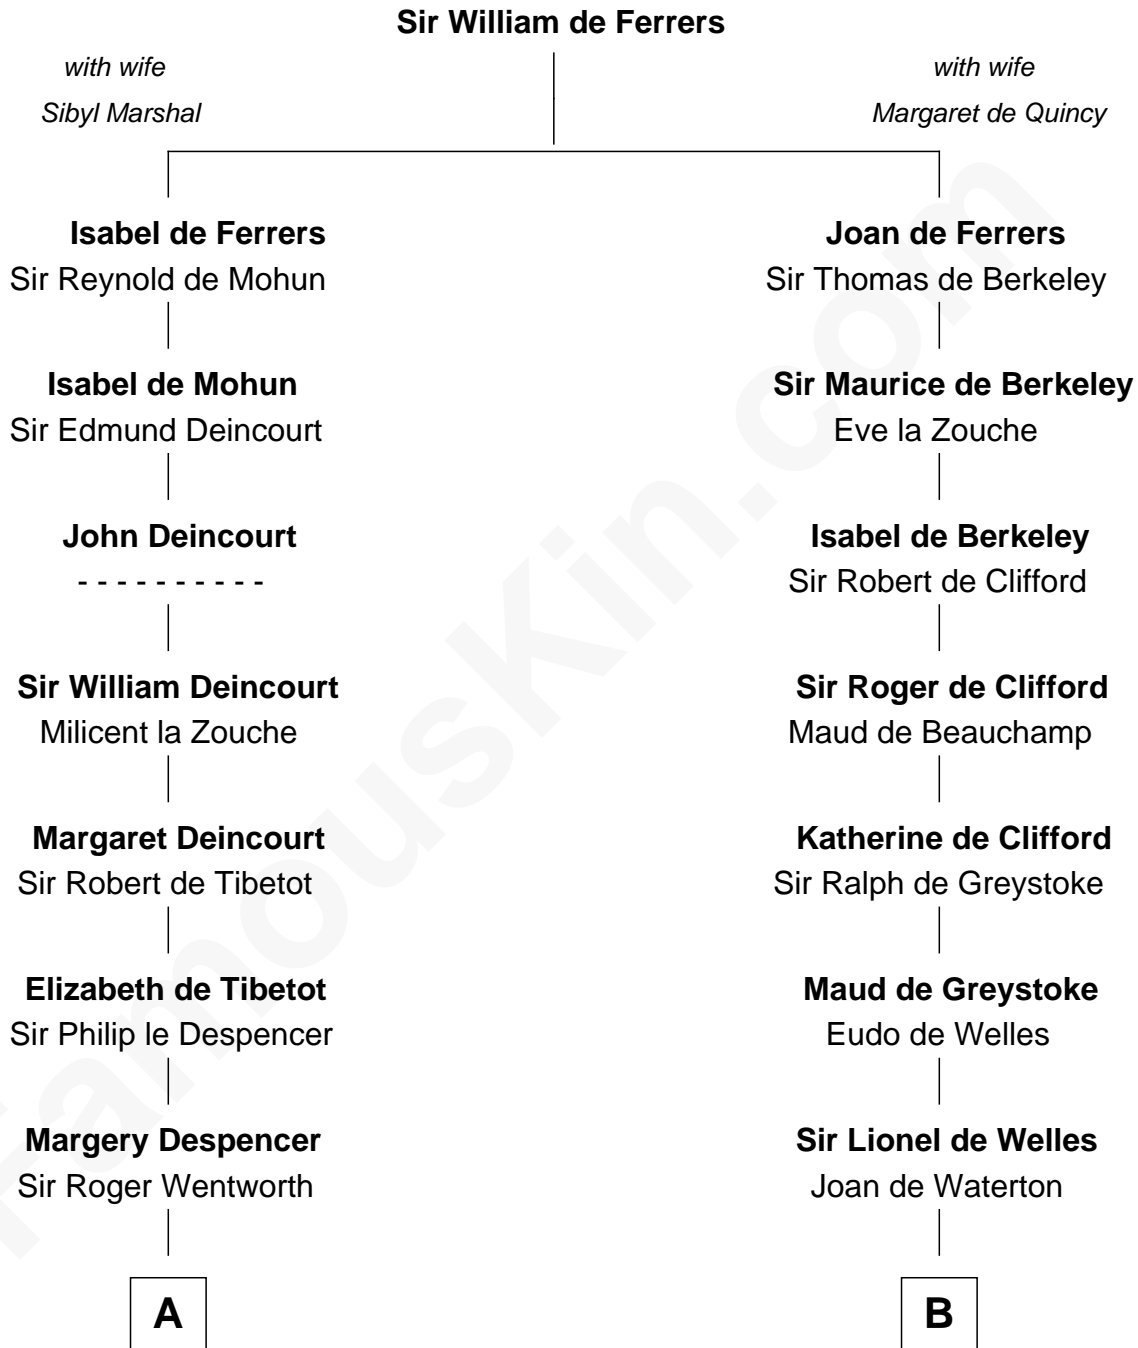 Sir William de Ferrers
with wife
Sibyl Marshal
with wife
Margaret de Quincy
Isabel de Ferrers
Sir Reynold de Mohun
Joan de Ferrers
Sir Thomas de Berkeley
Isabel de Mohun
Sir Edmund Deincourt
Sir Maurice de Berkeley
Eve la Zouche
John Deincourt
- - - - - - - - - -
Isabel de Berkeley
Sir Robert de Clifford
Sir William Deincourt
Milicent la Zouche
Sir Roger de Clifford
Maud de Beauchamp
Margaret Deincourt
Sir Robert de Tibetot
Katherine de Clifford
Sir Ralph de Greystoke
Elizabeth de Tibetot
Sir Philip le Despencer
Maud de Greystoke
Eudo de Welles
Margery Despencer
Sir Roger Wentworth
Sir Lionel de Welles
Joan de Waterton
A
B
FamousKin.com